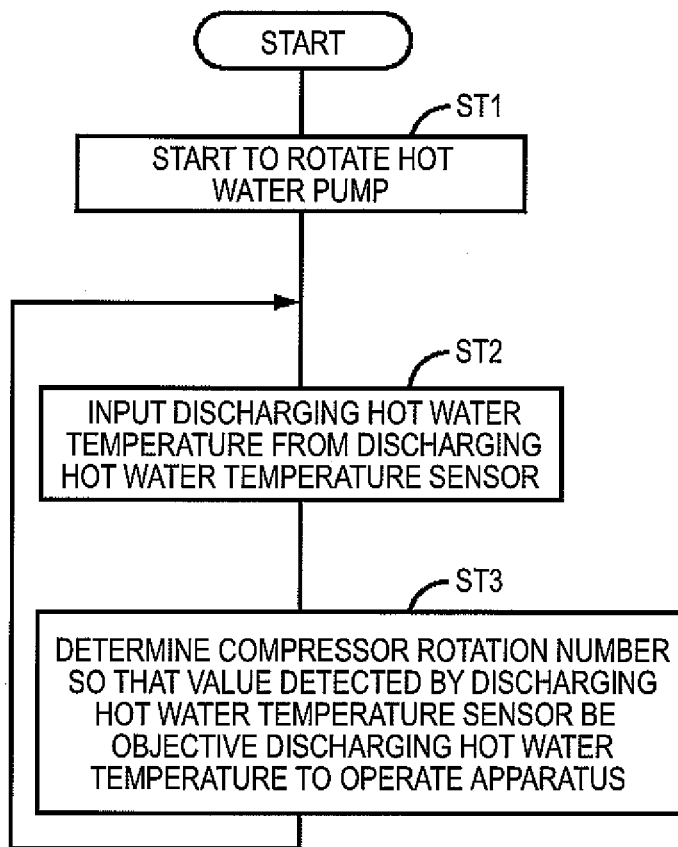 START
ST1
START TO ROTATE HOT
WATER PUMP
ST2
INPUT DISCHARGING HOT WATER
TEMPERATURE FROM DISCHARGING
HOT WATER TEMPERATURE SENSOR
ST3
DETERMINE COMPRESSOR ROTATION NUMBER
SO THAT VALUE DETECTED BY DISCHARGING
HOT WATER TEMPERATURE SENSOR BE
OBJECTIVE DISCHARGING HOT WATER
TEMPERATURE TO OPERATE APPARATUS